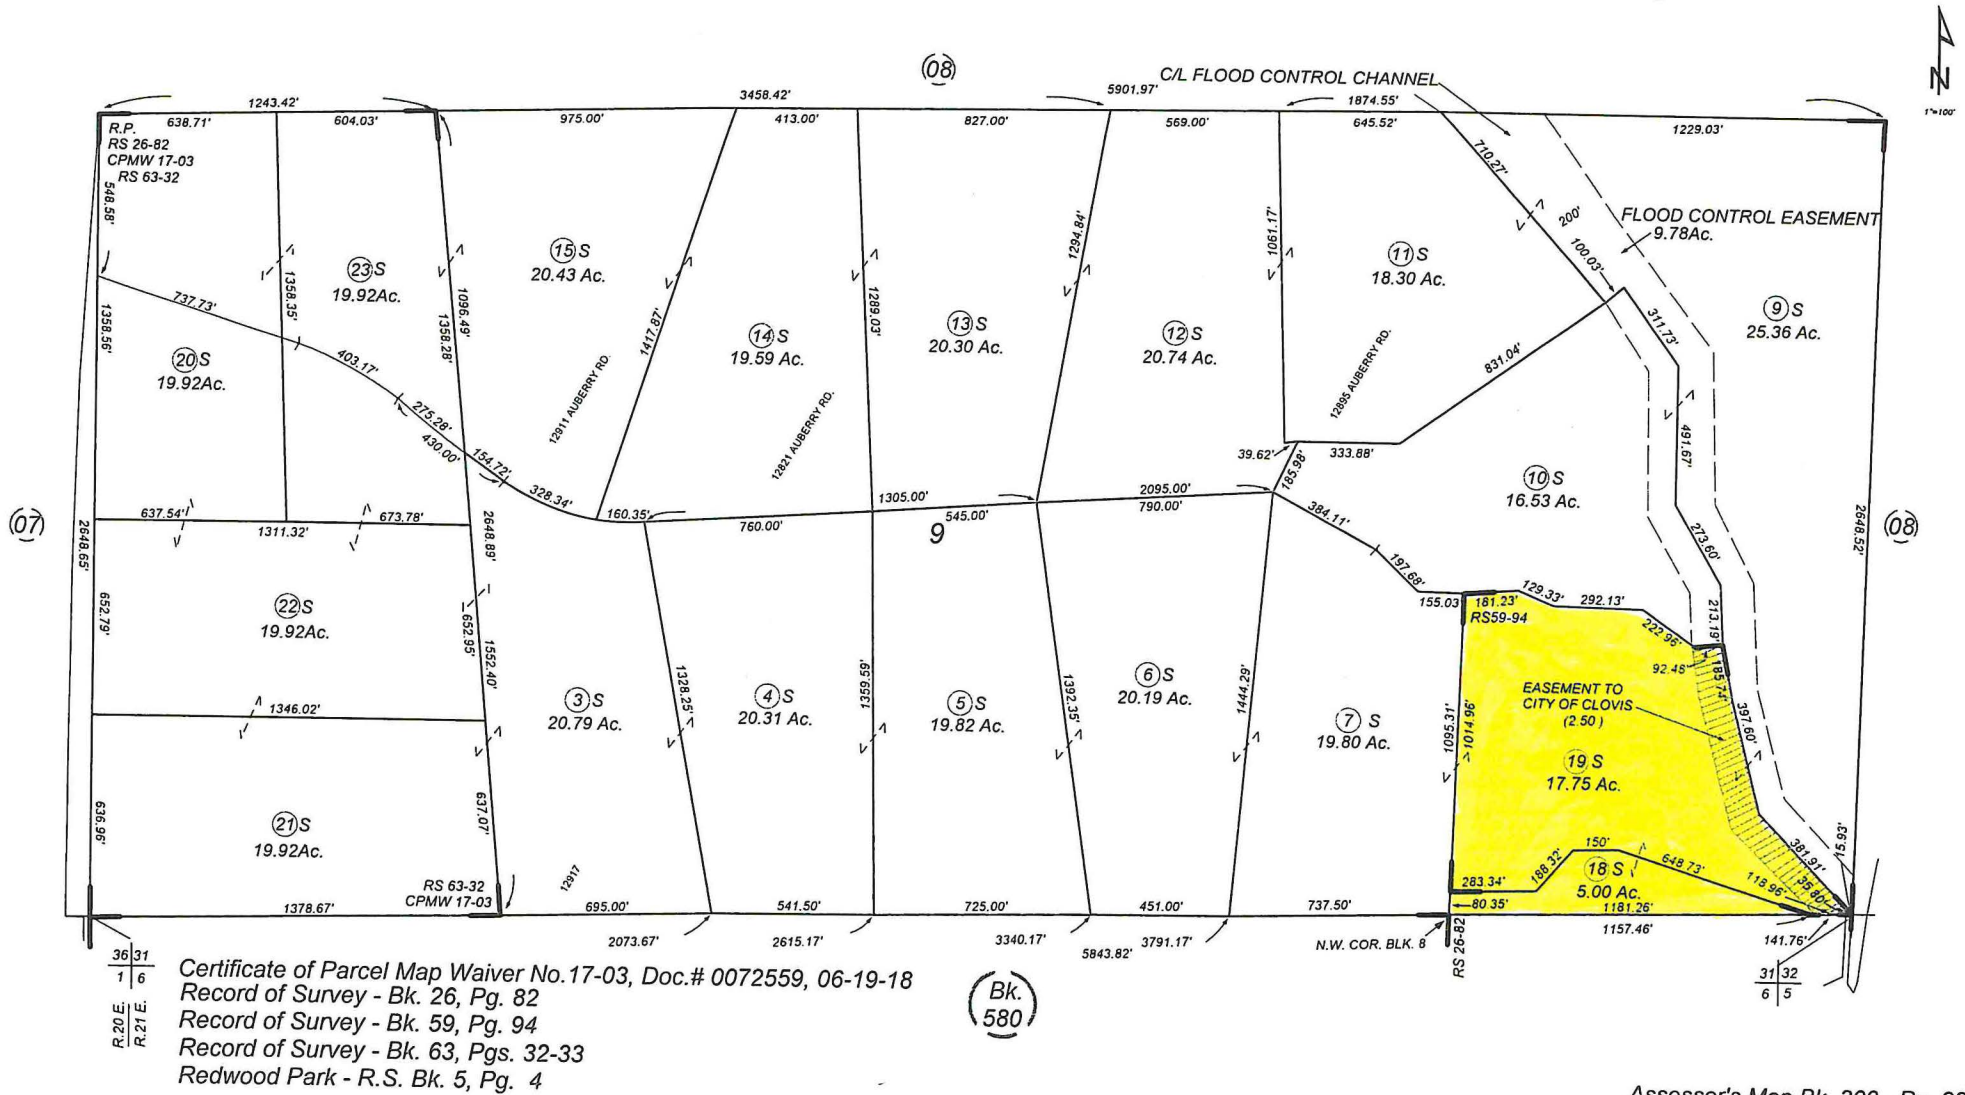 (08)
C/L FLOOD CONTROL CHANNEL
N
1"=100'
1243.42'
3458.42'
5901.97'
1874.55'
638.71'
604.03'
975.00'
413.00'
827.00'
569.00'
645.52'
1229.03'
R.P.
RS 26-82
CPMW 17-03
RS 63-32
548.58'
710.27'
200'
FLOOD CONTROL EASEMENT
9.78Ac.
100.03'
1294.84'
1061.17'
15 S
20.43 Ac.
11 S
18.30 Ac.
23 S
19.92Ac.
1358.35'
1096.49'
1358.28'
1289.03'
737.73'
1358.56'
9 S
25.36 Ac.
311.73'
1417.87'
14 S
19.59 Ac.
13 S
20.30 Ac.
12 S
20.74 Ac.
20 S
19.92Ac.
403.17'
831.04'
12911 AUBERRY RD.
12821 AUBERRY RD.
12895 AUBERRY RD.
275.28'
430.00'
154.72'
39.62'
333.88'
185.98'
491.67'
328.34'
160.35'
10 S
16.53 Ac.
1305.00'
2095.00'
760.00'
545.00'
790.00'
384.11'
(07)
2648.65'
637.54'
1311.32'
673.78'
2648.89'
9
273.60'
2648.52'
(08)
197.68'
155.03'
181.23'
RS59-94
129.33'
292.13'
222.96'
213.19'
92.48'
185.74'
652.79'
22 S
19.92Ac.
652.95'
1552.40'
1328.25'
1356.59'
1392.35'
1444.29'
3 S
20.79 Ac.
4 S
20.31 Ac.
5 S
19.82 Ac.
6 S
20.19 Ac.
7 S
19.80 Ac.
1346.02'
1095.31'
1014.96'
EASEMENT TO
CITY OF CLOVIS
(2.50)
397.60'
19 S
17.75 Ac.
636.96'
21 S
19.92Ac.
637.07'
12917
381.91'
15.93'
283.34'
188.32'
150'
648.73'
118.96'
35.80'
18 S
5.00 Ac.
RS 63-32
CPMW 17-03
1378.67'
695.00'
541.50'
725.00'
451.00'
737.50'
80.35'
1181.26'
1157.46'
141.76'
2073.67'
2615.17'
3340.17'
5843.82'
3791.17'
N.W. COR. BLK. 8
RS 26-82
36 31
1 6
31 32
6 5
R.20 E.
R.21 E.
Certificate of Parcel Map Waiver No.17-03, Doc.# 0072559, 06-19-18
Record of Survey - Bk. 26, Pg. 82
Record of Survey - Bk. 59, Pg. 94
Record of Survey - Bk. 63, Pgs. 32-33
Redwood Park - R.S. Bk. 5, Pg. 4
Bk.
580
Assessor's Map Bk.